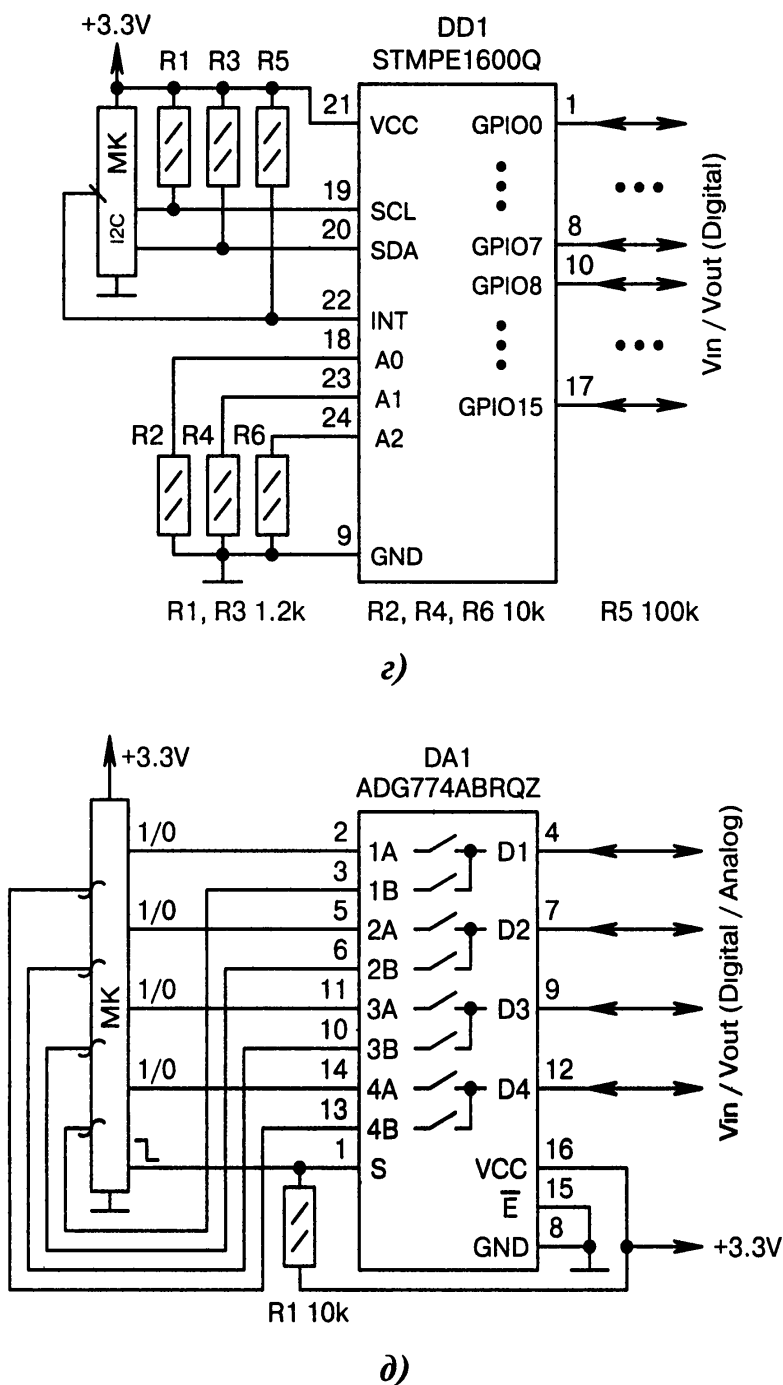 +3.3V
R1 R3 R5
DD1
STMPE1600Q
MK
I2C
21 VCC GPIO0 1
19 SCL
20 SDA GPIO7 8
GPIO8 10
22 INT
18 A0
23 A1 GPIO15 17
24 A2
R2 R4 R6
9 GND
Vin / Vout (Digital)
R1, R3 1.2k R2, R4, R6 10k R5 100k
г)
+3.3V
DA1
ADG774ABRQZ
MK
1/0 2 1A D1 4
3 1B
1/0 5 2A D2 7
6 2B
1/0 11 3A D3 9
10 3B
1/0 14 4A D4 12
13 4B
1 S VCC 16
E 15
GND 8
+3.3V
Vin / Vout (Digital / Analog)
R1 10k
д)